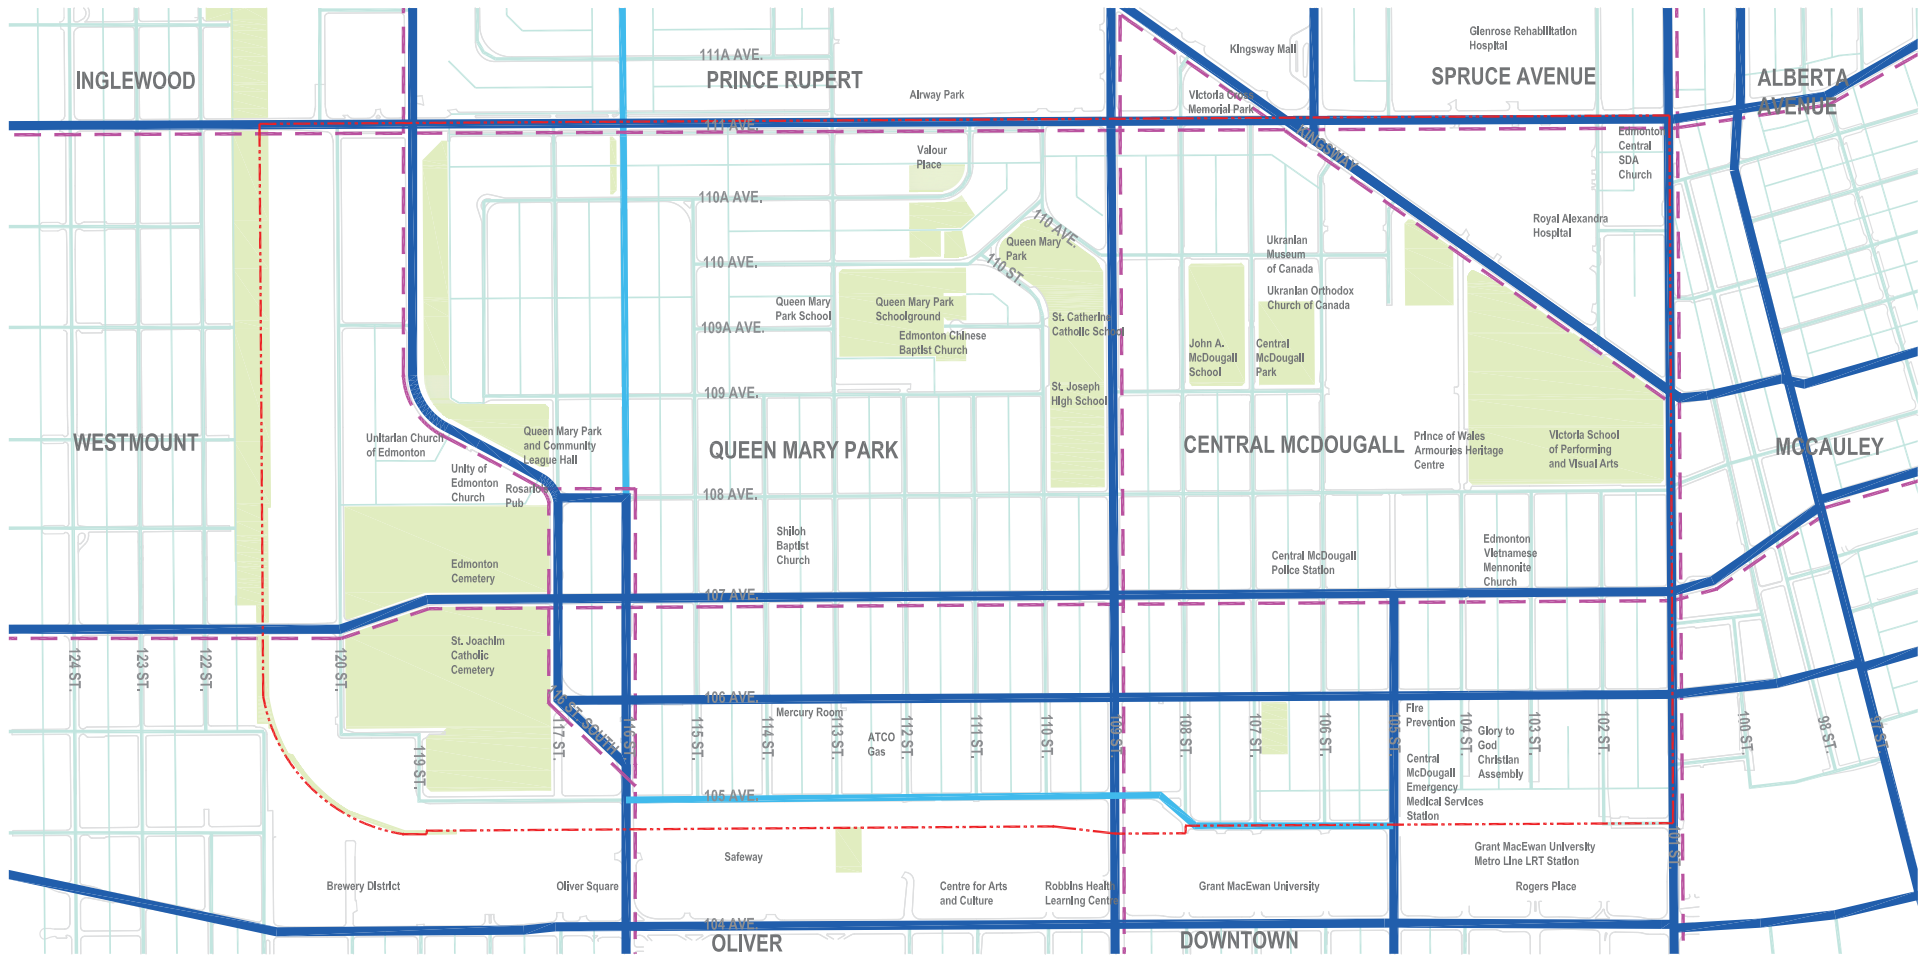 Glenrose Rehabilitation
Hospital
Kingsway Mall
111A AVE.
INGLEWOOD
PRINCE RUPERT
SPRUCE AVENUE
ALBERTA
AVENUE
Airway Park
Victoria Cross
Memorial Park
111 AVE.
KINGSWAY
Edmonton
Central
SDA
Church
Valour
Place
110A AVE.
110 AVE.
Royal Alexandra
Hospital
Queen Mary
Park
Ukranian
Museum
of Canada
110 AVE.
110 ST.
Queen Mary
Park School
Queen Mary Park
Schoolground
Ukranian Orthodox
Church of Canada
109A AVE.
Edmonton Chinese
Baptist Church
St. Catherine
Catholic School
John A.
McDougall
School
Central
McDougall
Park
109 AVE.
St. Joseph
High School
WESTMOUNT
Unitarian Church
of Edmonton
Queen Mary Park
and Community
League Hall
QUEEN MARY PARK
CENTRAL MCDOUGALL
Prince of Wales
Armouries Heritage
Centre
Victoria School
of Performing
and Visual Arts
MCCAULEY
Unity of
Edmonton
Church
Rosario
Pub
108 AVE.
Shiloh
Baptist
Church
Edmonton
Cemetery
Central McDougall
Police Station
Edmonton
Vietnamese
Mennonite
Church
107 AVE.
St. Joachim
Catholic
Cemetery
124 ST.
123 ST.
122 ST.
120 ST.
106 AVE.
116 ST. SOUTH
Mercury Room
ATCO
Gas
Fire
Prevention
Glory to
God
Christian
Assembly
119 ST.
117 ST.
116 ST.
115 ST.
114 ST.
113 ST.
112 ST.
111 ST.
110 ST.
109 ST.
108 ST.
107 ST.
106 ST.
105 ST.
104 ST.
103 ST.
102 ST.
100 ST.
98 ST.
97 ST.
Central
McDougall
Emergency
Medical Services
Station
105 AVE.
101 ST.
Safeway
Grant MacEwan University
Metro Line LRT Station
Brewery District
Oliver Square
Centre for Arts
and Culture
Robbins Health
Learning Centre
Grant MacEwan University
Rogers Place
104 AVE.
OLIVER
DOWNTOWN